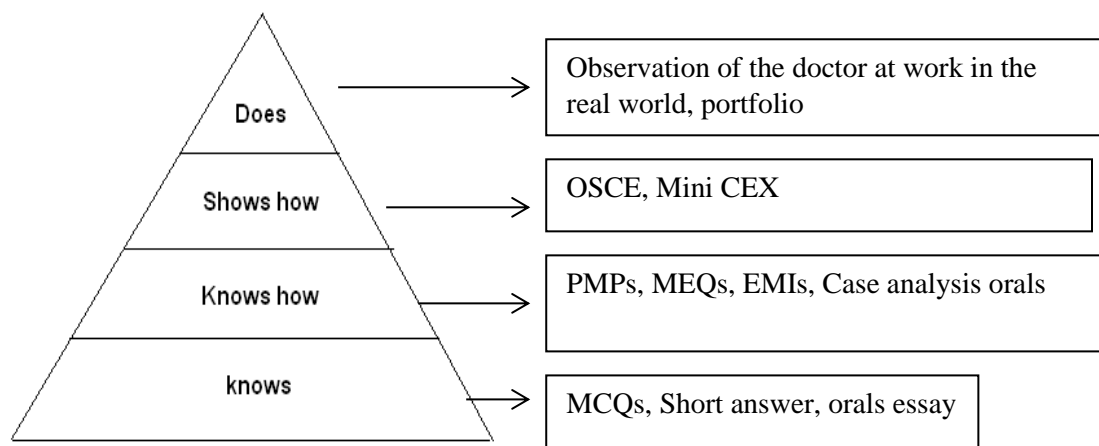 Observation of the doctor at work in the
real world, portfolio
Does
OSCE, Mini CEX
Shows how
PMPs, MEQs, EMIs, Case analysis orals
Knows how
knows
MCQs, Short answer, orals essay